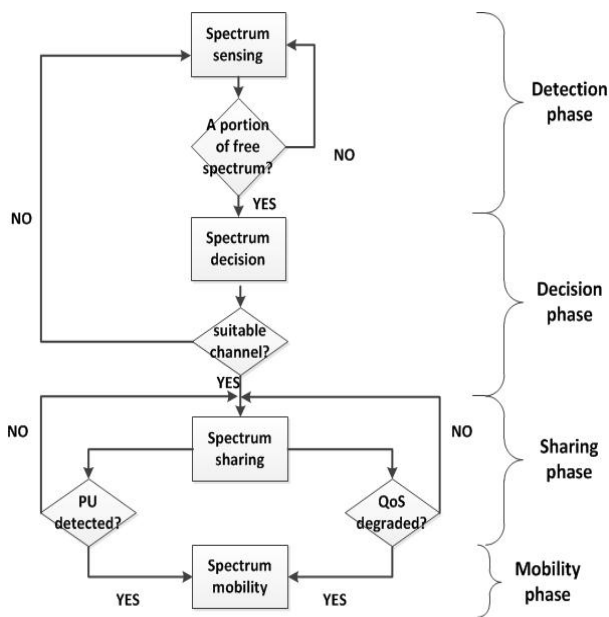 Spectrum
sensing
Detection
phase
A portion
of free
spectrum?
NO
YES
NO
Spectrum
decision
Decision
phase
suitable
channel?
YES
NO
NO
Spectrum
sharing
Sharing
phase
PU
detected?
QoS
degraded?
Spectrum
mobility
Mobility
phase
YES
YES